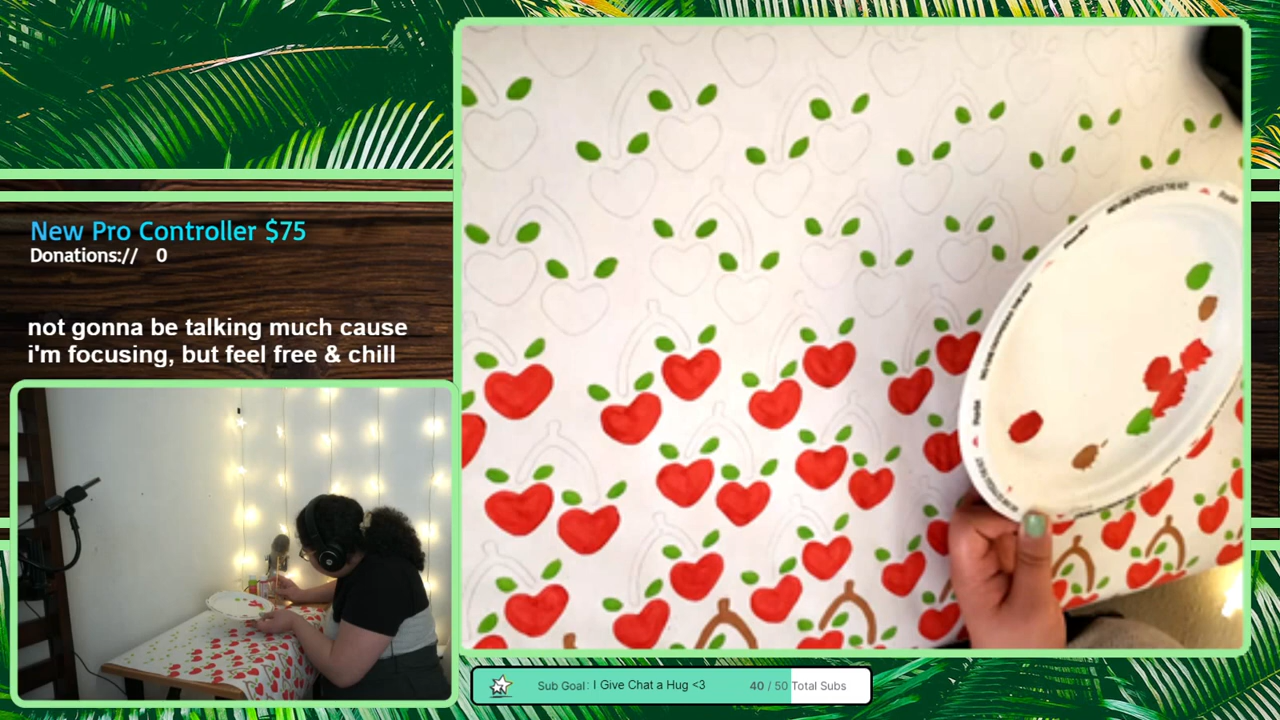 New Pro Controller $75
Donations:// 0
not gonna be talking much cause
i'm focusing, but feel free & chill
Sub Goal: I Give Chat a Hug <3 40 / 50 Total Subs